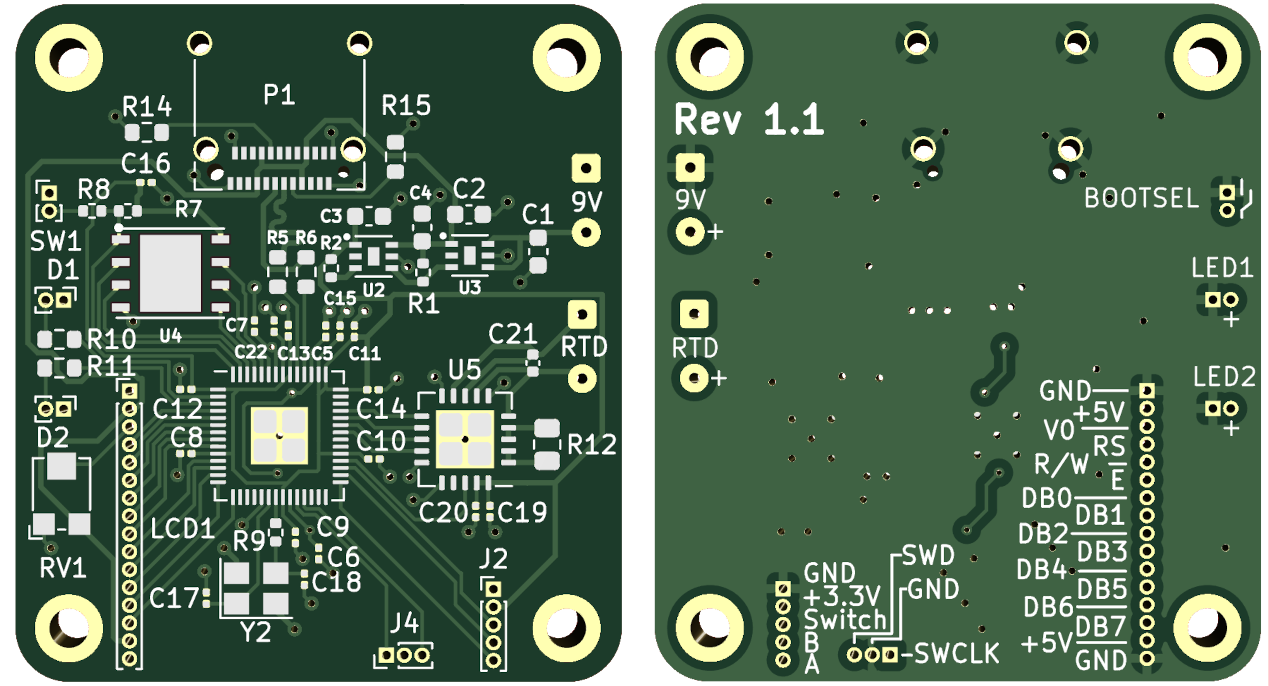 P1
R14
R15
C16
R8
R7
C4
C2
C3
C1
9V
SW1
R5
R6
R2
D1
U2
U3
R1
C15
U4
C7
RTD
C21
R10
R11
C22
C13
C5
C11
U5
C12
C14
D2
C8
C10
R12
LCD1
C20
C19
R9
C9
C6
RV1
C18
J2
C17
Y2
J4
Rev 1.1
9V
+
BOOTSEL
LED1
+
RTD
+
LED2
+
GND
+5V
V0
RS
R/W
E
DB0
DB1
DB2
DB3
DB4
DB5
DB6
DB7
+5V
GND
SWD
GND
-SWCLK
GND
+3.3V
Switch
B
A